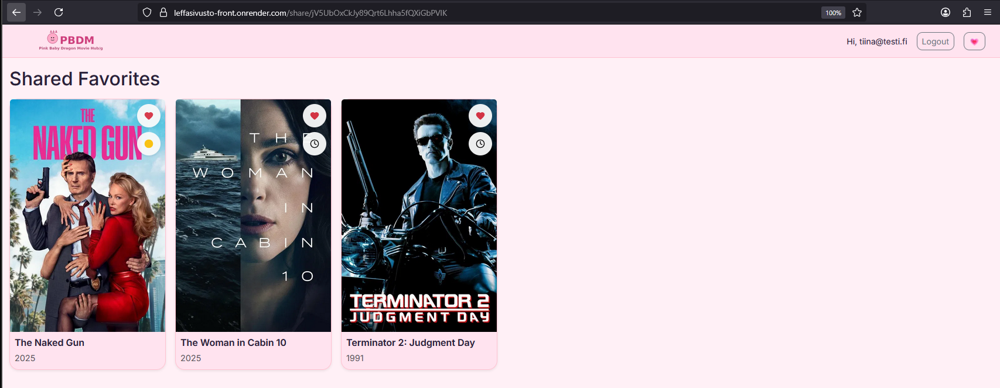 leffasivusto-front.onrender.com/share/jV5UbOxCkJy89Qrt6Lhha5fQXiGbPVIK
100%
PBDM
Pink Baby Dragon Movie Hub/g
Hi, tiina@testi.fi
Logout
Shared Favorites
THE
NAKED GUN
THE
WOMAN
IN
CABIN
10
TERMINATOR 2
JUDGMENT DAY
The Naked Gun
2025
The Woman in Cabin 10
2025
Terminator 2: Judgment Day
1991